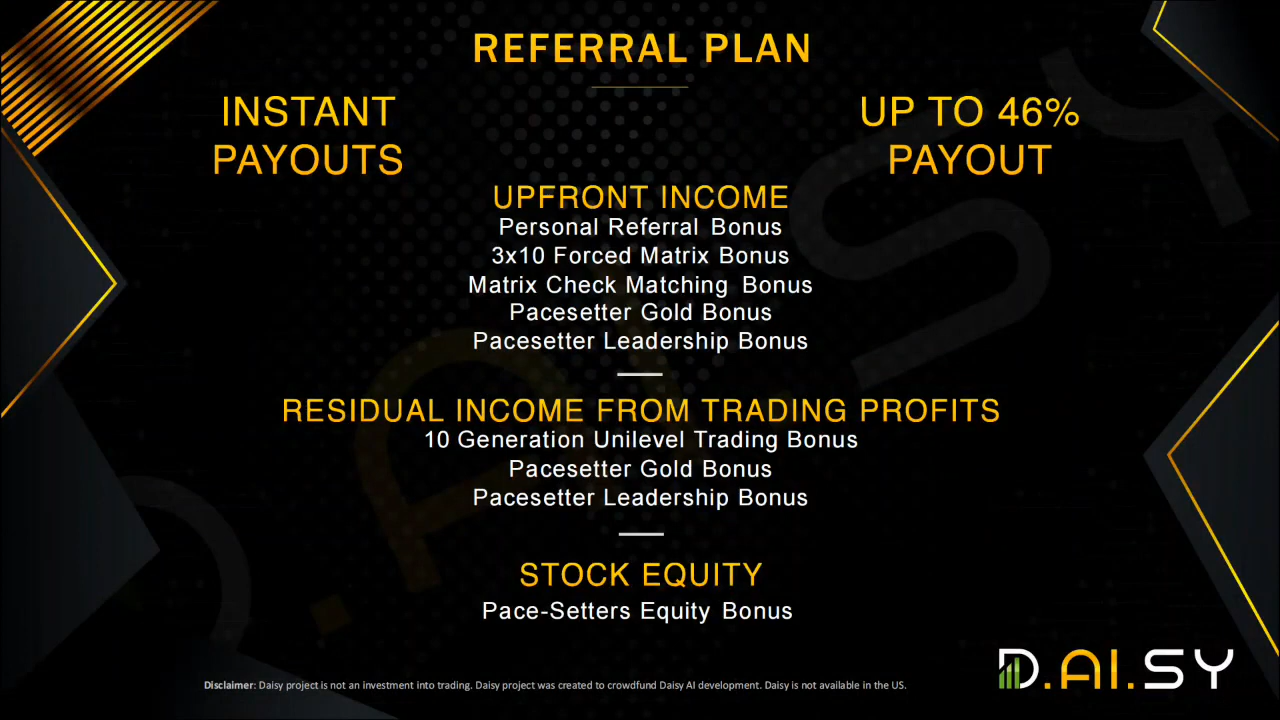 REFERRAL PLAN
INSTANT
PAYOUTS
UP TO 46%
PAYOUT
UPFRONT INCOME
Personal Referral Bonus
3x10 Forced Matrix Bonus
Matrix Check Matching Bonus
Pacesetter Gold Bonus
Pacesetter Leadership Bonus
RESIDUAL INCOME FROM TRADING PROFITS
10 Generation Unilevel Trading Bonus
Pacesetter Gold Bonus
Pacesetter Leadership Bonus
STOCK EQUITY
Pace-Setters Equity Bonus
D.AI.SY
Disclaimer: Daisy project is not an investment into trading. Daisy project was created to crowdfund Daisy AI development. Daisy is not available in the US.